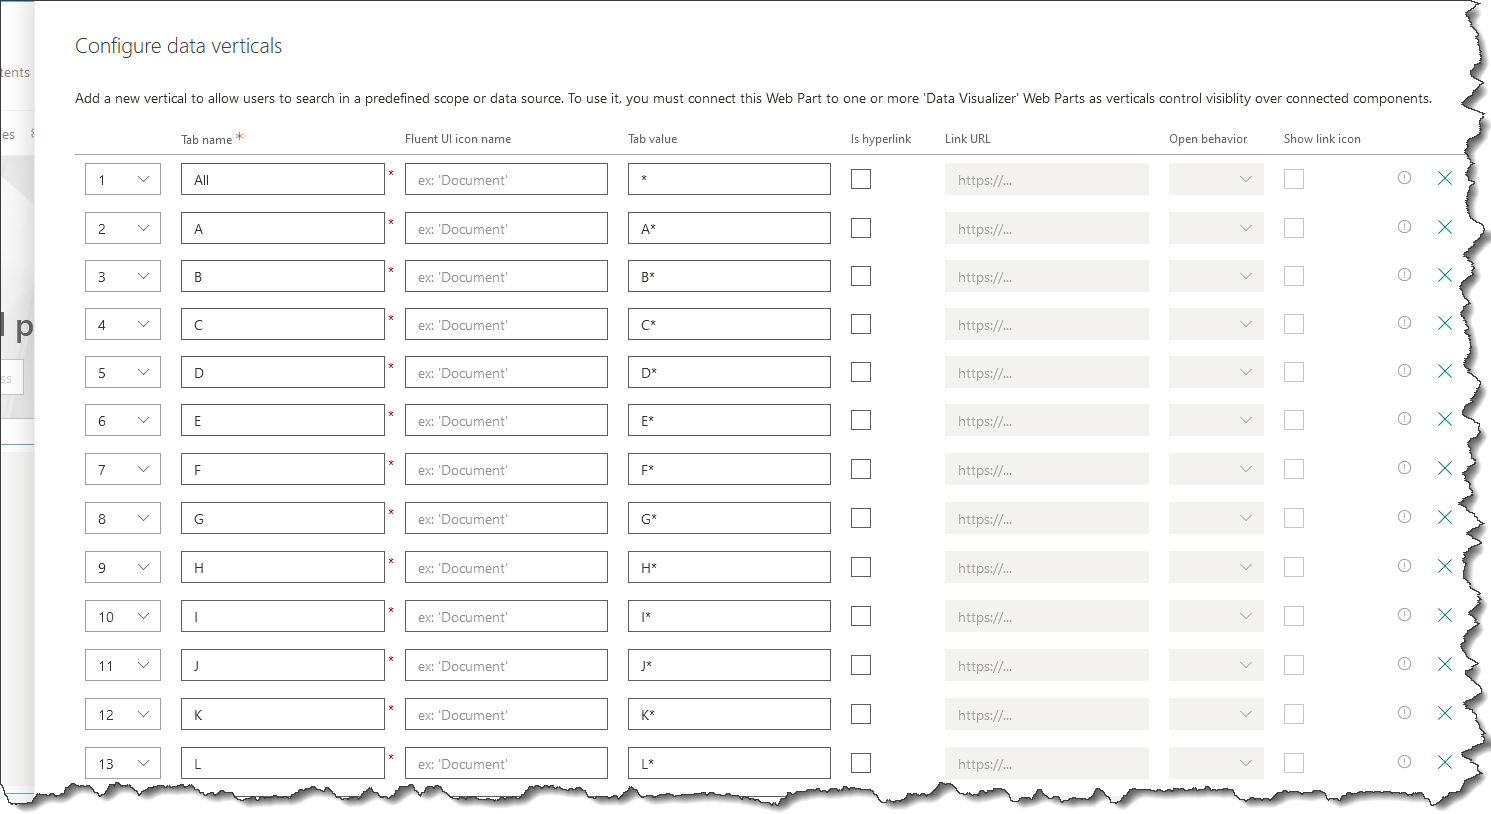 Configure data verticals
tents
Add a new vertical to allow users to search in a predefined scope or data source. To use it, you must connect this Web Part to one or more 'Data Visualizer' Web Parts as verticals control visiblity over connected components.
es
Tab name * Fluent UI icon name Tab value Is hyperlink Link URL Open behavior Show link icon
1 All * ex: 'Document' * https://...
2 A * ex: 'Document' A* https://...
3 B * ex: 'Document' B* https://...
4 C * ex: 'Document' C* https://...
p
5 D * ex: 'Document' D* https://...
ss
6 E * ex: 'Document' E* https://...
7 F * ex: 'Document' F* https://...
8 G * ex: 'Document' G* https://...
9 H * ex: 'Document' H* https://...
10 I * ex: 'Document' I* https://...
11 J * ex: 'Document' J* https://...
12 K * ex: 'Document' K* https://...
13 L * ex: 'Document' L* https://...